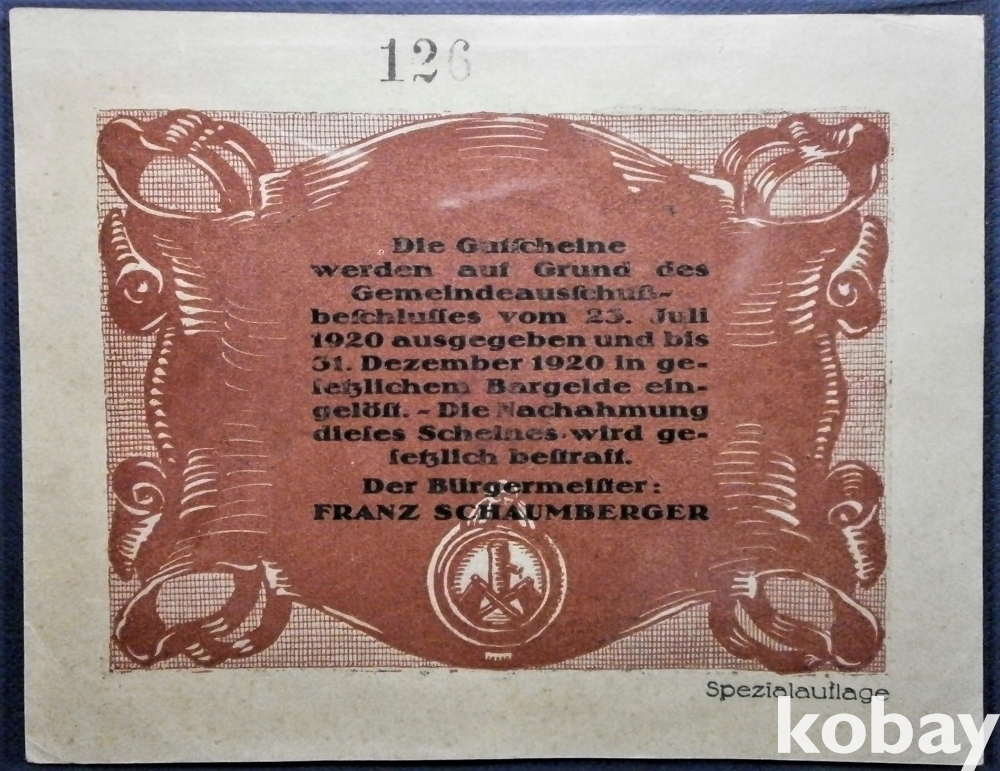 126
Die Gutſcheine
werden auf Grund des
Gemeindeausſchuß-
beſchluſſes vom 23. Juli
1920 ausgegeben und bis
31. Dezember 1920 in ge-
ſetzlichem Bargelde ein-
gelöſt. - Die Nachahmung
dieſes Scheines wird ge-
ſetzlich beſtraft.
Der Bürgermeiſter:
FRANZ SCHAUMBERGER
Spezialauflage
kobay